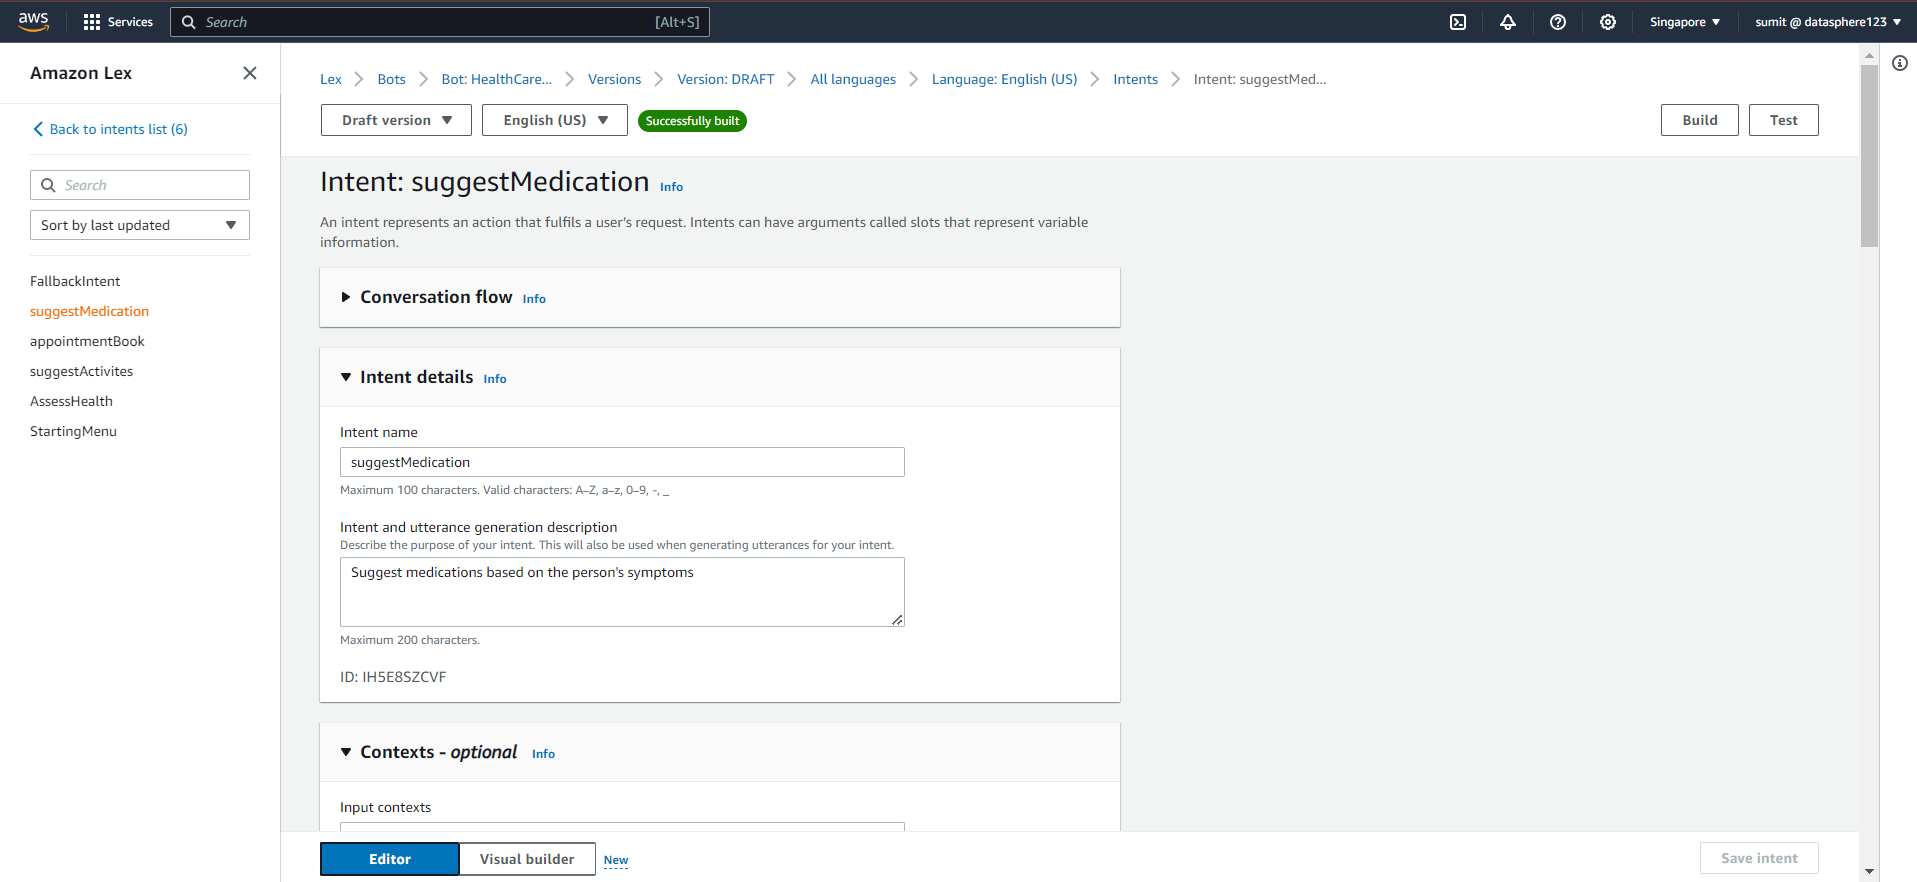 aws Services Search [Alt+S] Singapore sumit @ datasphere123
Amazon Lex
Back to intents list (6)
Search
Sort by last updated
FallbackIntent
suggestMedication
appointmentBook
suggestActivites
AssessHealth
StartingMenu
Lex Bots Bot: HealthCare... Versions Version: DRAFT All languages Language: English (US) Intents Intent: suggestMed...
Draft version English (US) Successfully built Build Test
Intent: suggestMedication Info
An intent represents an action that fulfils a user's request. Intents can have arguments called slots that represent variable
information.
Conversation flow Info
Intent details Info
Intent name
suggestMedication
Maximum 100 characters. Valid characters: A–Z, a–z, 0–9, -, _
Intent and utterance generation description
Describe the purpose of your intent. This will also be used when generating utterances for your intent.
Suggest medications based on the person's symptoms
Maximum 200 characters.
ID: IH5E8SZCVF
Contexts - optional Info
Input contexts
Editor Visual builder New Save intent